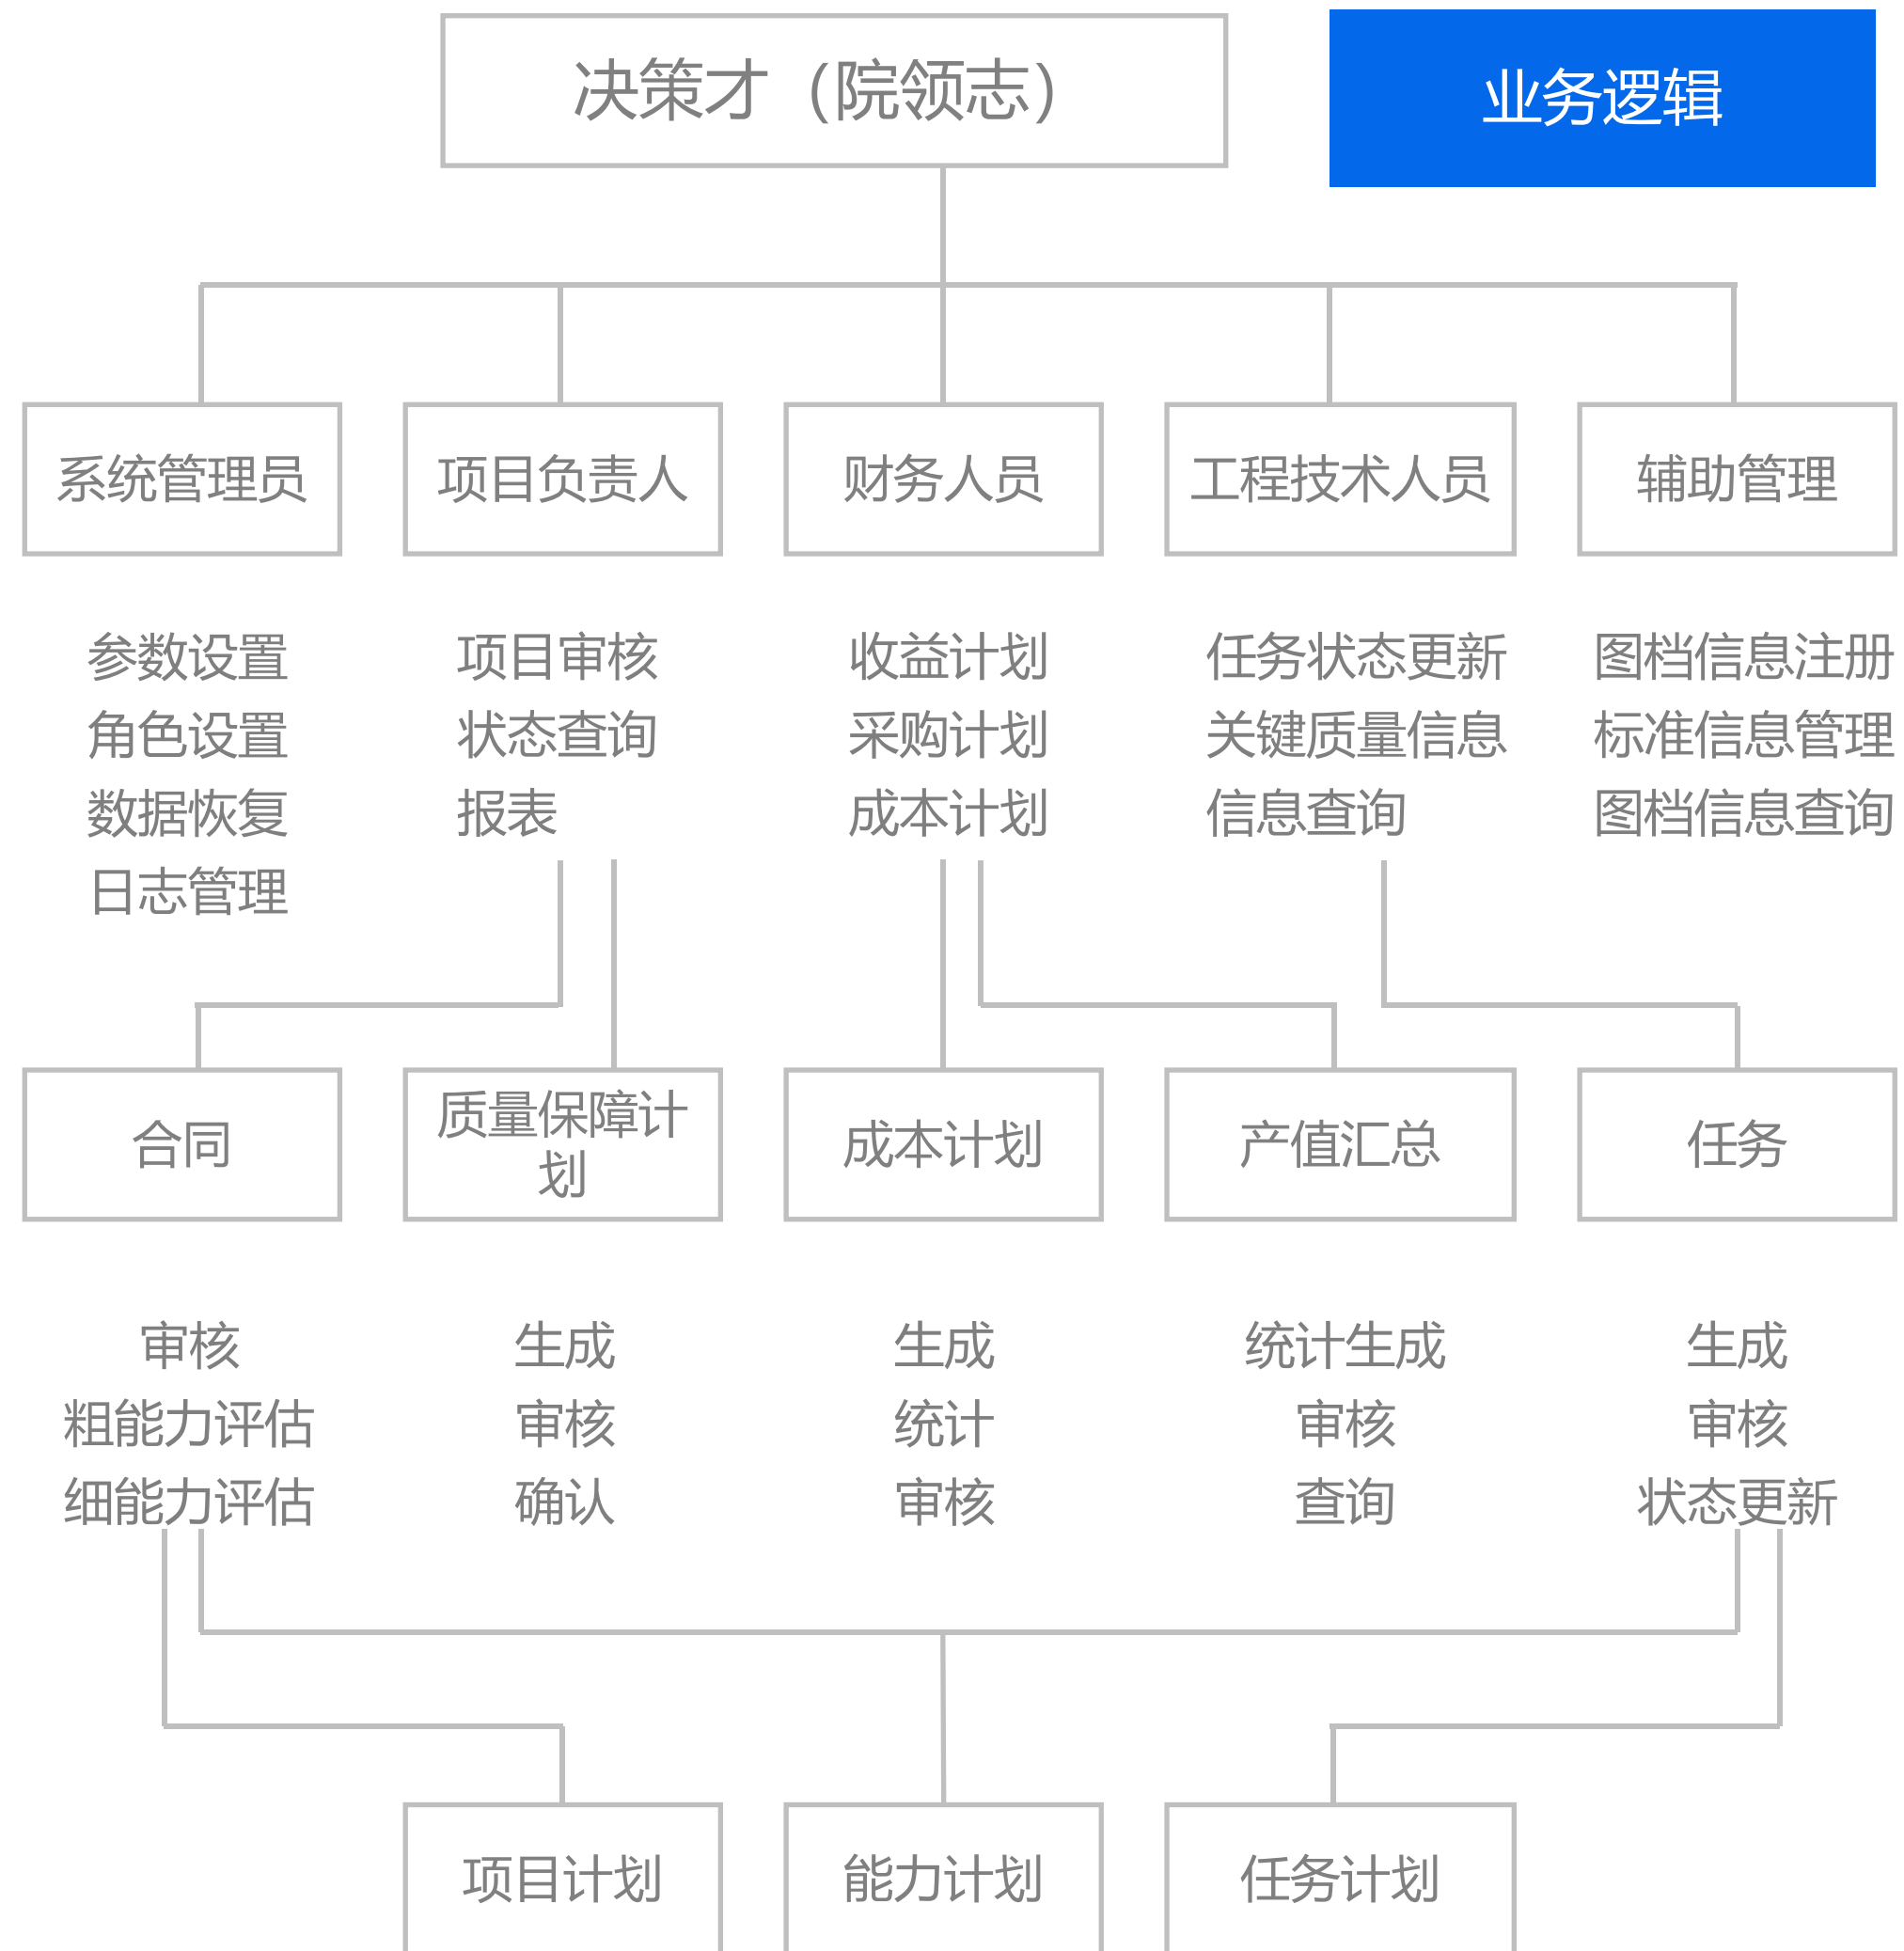 决策才（院领志）
业务逻辑
系统管理员
项目负责人
财务人员
工程技术人员
辅助管理
参数设置
角色设置
数据恢复
日志管理
项目审核
状态查询
报表
收益计划
采购计划
成本计划
任务状态更新
关键质量信息
信息查询
图档信息注册
标准信息管理
图档信息查询
合同
质量保障计
划
成本计划
产值汇总
任务
审核
粗能力评估
细能力评估
生成
审核
确认
生成
统计
审核
统计生成
审核
查询
生成
审核
状态更新
项目计划
能力计划
任务计划